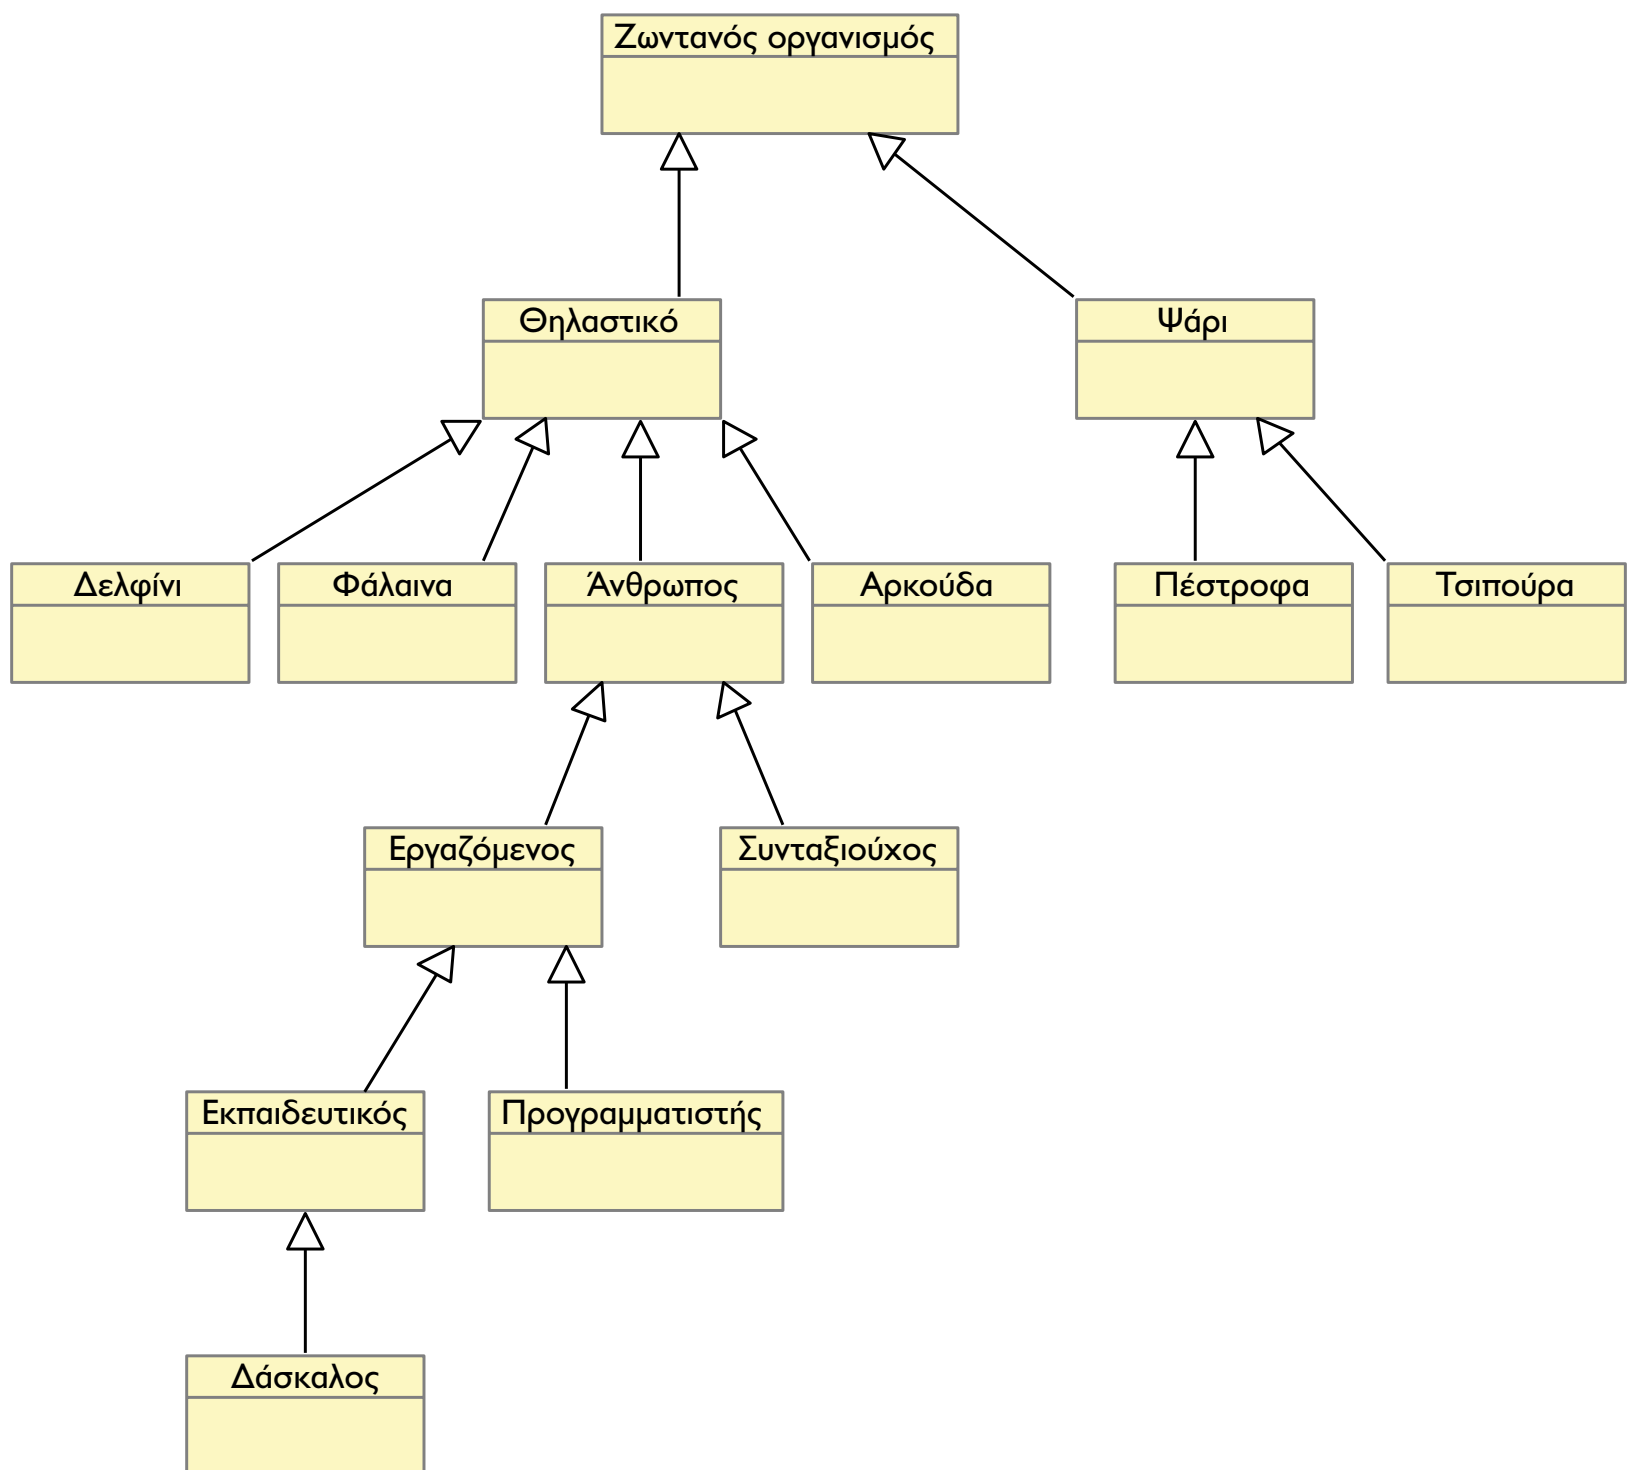 Ζωντανός οργανισμός
Θηλαστικό
Ψάρι
Δελφίνι
Φάλαινα
Άνθρωπος
Αρκούδα
Πέστροφα
Τσιπούρα
Εργαζόμενος
Συνταξιούχος
Εκπαιδευτικός
Προγραμματιστής
Δάσκαλος